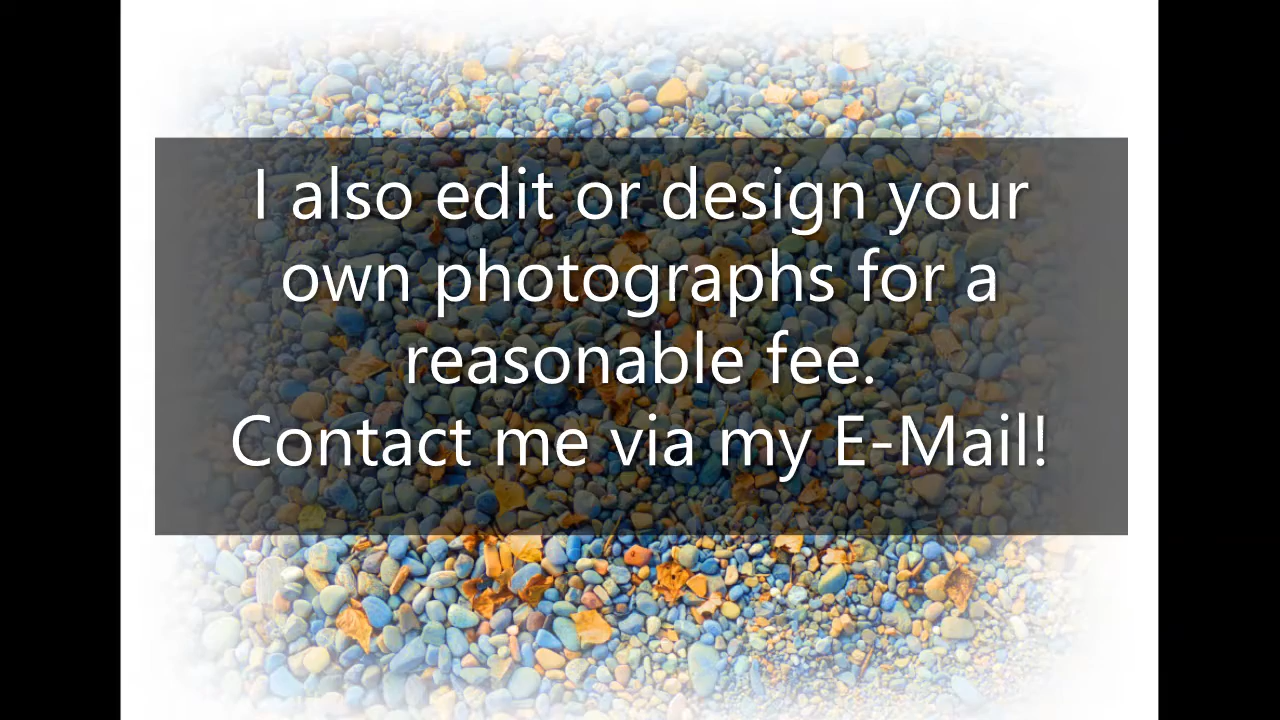 I also edit or design your
own photographs for a
reasonable fee.
Contact me via my E-Mail!